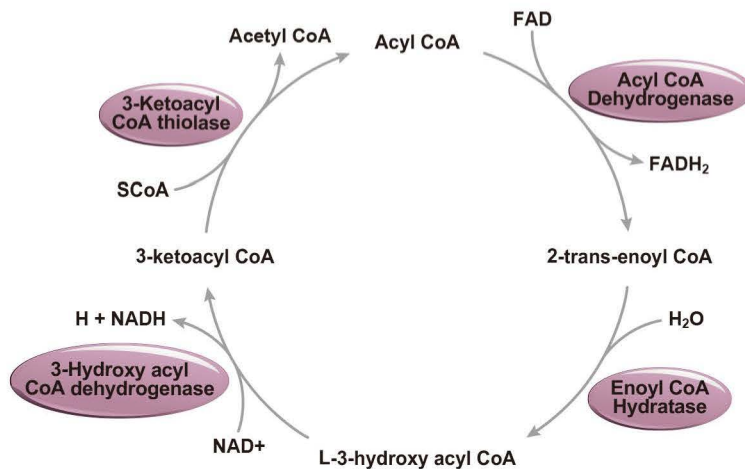 Acetyl CoA
Acyl CoA
FAD
Acyl CoA
Dehydrogenase
FADH₂
3-Ketoacyl
CoA thiolase
SCoA
3-ketoacyl CoA
2-trans-enoyl CoA
H + NADH
H₂O
3-Hydroxy acyl
CoA dehydrogenase
Enoyl CoA
Hydratase
NAD+
L-3-hydroxy acyl CoA